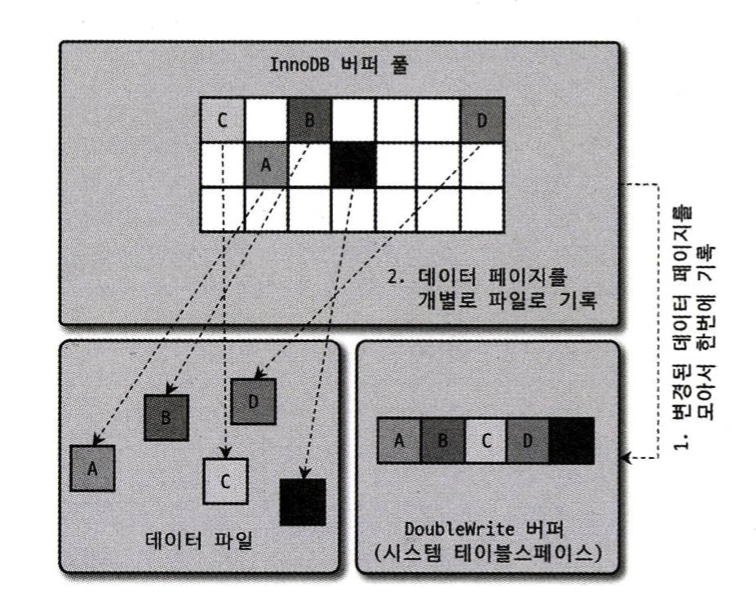 InnoDB 버퍼 풀
C
B
D
A
2. 데이터 페이지를
개별로 파일로 기록
1. 변경된 데이터 페이지를
모아서 한번에 기록
B
D
A
C
데이터 파일
A B C D
DoubleWrite 버퍼
(시스템 테이블스페이스)